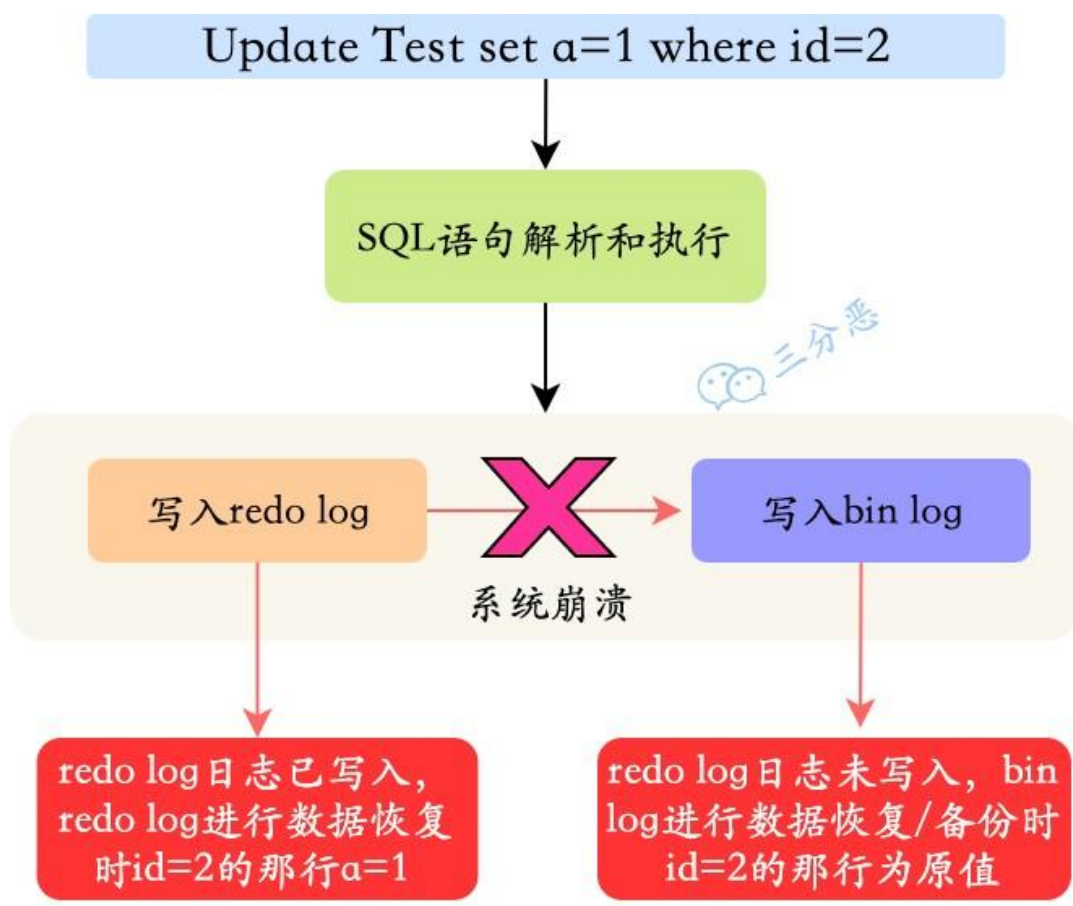 Update Test set a=1 where id=2
SQL语句解析和执行
三分恶
写入redo log
写入bin log
系统崩溃
redo log日志已写入，
redo log进行数据恢复
时id=2的那行a=1
redo log日志未写入，bin
log进行数据恢复/备份时
id=2的那行为原值